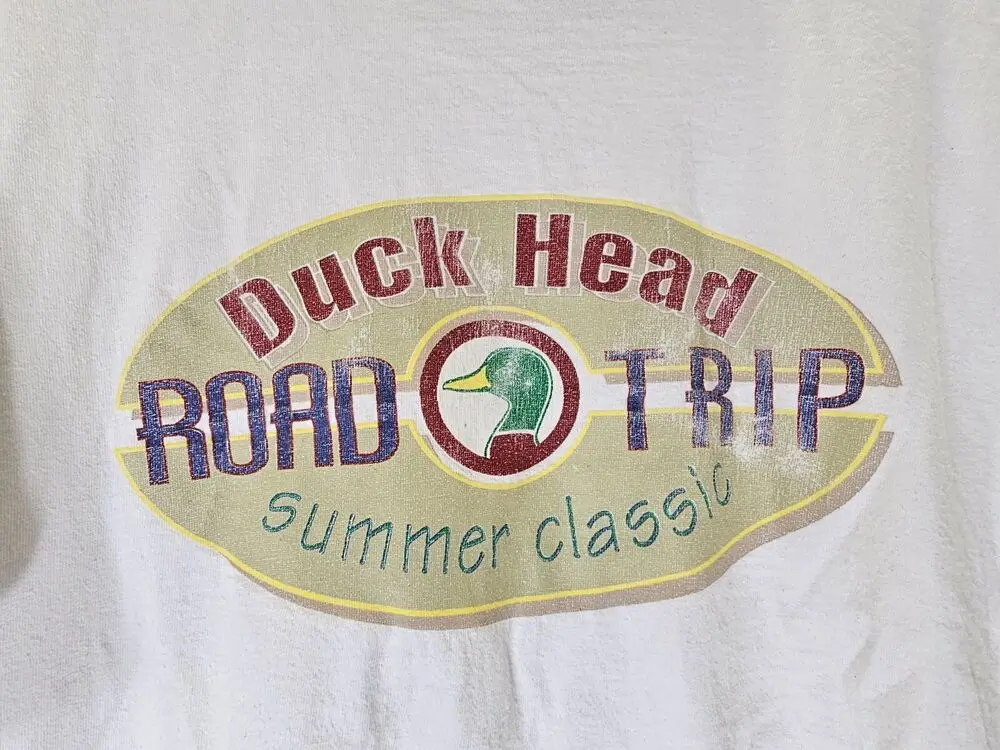 Duck Head
ROAD TRIP
summer classic